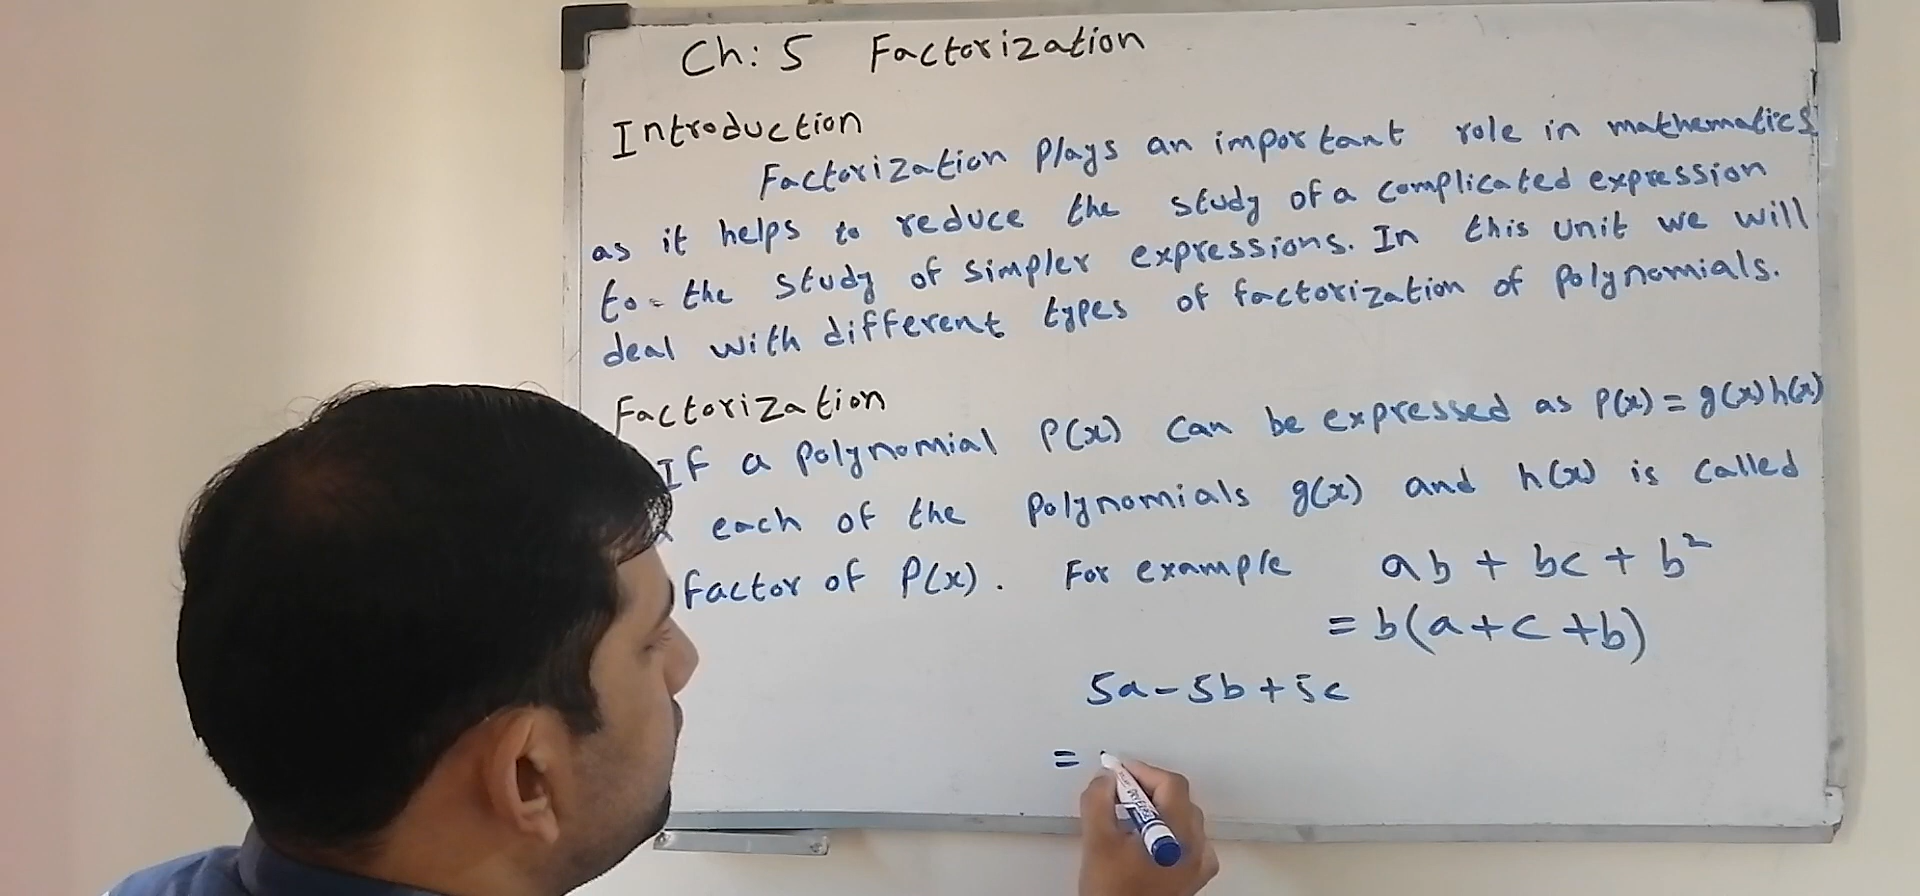 Ch: 5 Factorization
Introduction
Factorization plays an important role in mathematics
as it helps to reduce the study of a complicated expression
to the study of simpler expressions. In this unit we will
deal with different types of factorization of polynomials.
Factorization
If a polynomial P(x) can be expressed as P(x) = g(x) h(x)
each of the polynomials g(x) and h(x) is called
factor of P(x). For example ab + bc + b²
= b(a+c+b)
5a-5b+5c
=